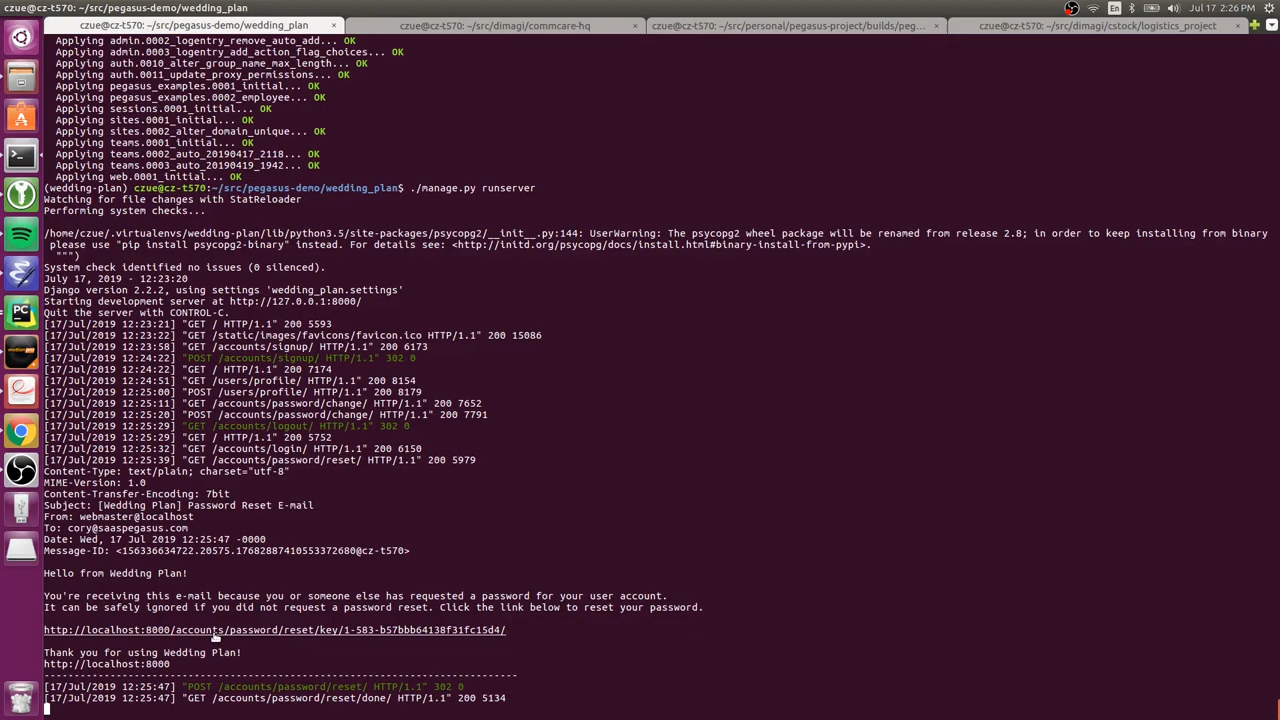 czue@cz-t570: ~/src/pegasus-demo/wedding_plan
En
Jul 17 2:26 PM
czue@cz-t570: ~/src/pegasus-demo/wedding_plan ×
czue@cz-t570: ~/src/dimagi/commcare-hq ×
czue@cz-t570: ~/src/personal/pegasus-project/builds/peg... ×
czue@cz-t570: ~/src/dimagi/cstock/logistics_project ×
Applying admin.0002_logentry_remove_auto_add... OK
Applying admin.0003_logentry_add_action_flag_choices... OK
Applying auth.0010_alter_group_name_max_length... OK
Applying auth.0011_update_proxy_permissions... OK
Applying pegasus_examples.0001_initial... OK
Applying pegasus_examples.0002_employee... OK
Applying sessions.0001_initial... OK
Applying sites.0001_initial... OK
Applying sites.0002_alter_domain_unique... OK
Applying teams.0001_initial... OK
Applying teams.0002_auto_20190417_2118... OK
Applying teams.0003_auto_20190419_1942... OK
Applying web.0001_initial... OK
(wedding-plan) czue@cz-t570:~/src/pegasus-demo/wedding_plan$ ./manage.py runserver
Watching for file changes with StatReloader
Performing system checks...
/home/czue/.virtualenvs/wedding-plan/lib/python3.5/site-packages/psycopg2/__init__.py:144: UserWarning: The psycopg2 wheel package will be renamed from release 2.8; in order to keep installing from binary
please use "pip install psycopg2-binary" instead. For details see: <http://initd.org/psycopg/docs/install.html#binary-install-from-pypi>.
""")
System check identified no issues (0 silenced).
July 17, 2019 - 12:23:20
Django version 2.2.2, using settings 'wedding_plan.settings'
Starting development server at http://127.0.0.1:8000/
Quit the server with CONTROL-C.
[17/Jul/2019 12:23:21] "GET / HTTP/1.1" 200 5593
[17/Jul/2019 12:23:22] "GET /static/images/favicons/favicon.ico HTTP/1.1" 200 15086
[17/Jul/2019 12:23:58] "GET /accounts/signup/ HTTP/1.1" 200 6173
[17/Jul/2019 12:24:22] "POST /accounts/signup/ HTTP/1.1" 302 0
[17/Jul/2019 12:24:22] "GET / HTTP/1.1" 200 7174
[17/Jul/2019 12:24:51] "GET /users/profile/ HTTP/1.1" 200 8154
[17/Jul/2019 12:25:00] "POST /users/profile/ HTTP/1.1" 200 8179
[17/Jul/2019 12:25:11] "GET /accounts/password/change/ HTTP/1.1" 200 7652
[17/Jul/2019 12:25:20] "POST /accounts/password/change/ HTTP/1.1" 200 7791
[17/Jul/2019 12:25:29] "GET /accounts/logout/ HTTP/1.1" 302 0
[17/Jul/2019 12:25:29] "GET / HTTP/1.1" 200 5752
[17/Jul/2019 12:25:32] "GET /accounts/login/ HTTP/1.1" 200 6150
[17/Jul/2019 12:25:39] "GET /accounts/password/reset/ HTTP/1.1" 200 5979
Content-Type: text/plain; charset="utf-8"
MIME-Version: 1.0
Content-Transfer-Encoding: 7bit
Subject: [Wedding Plan] Password Reset E-mail
From: webmaster@localhost
To: cory@saaspegasus.com
Date: Wed, 17 Jul 2019 12:25:47 -0000
Message-ID: <156336634722.20575.17682887410553372680@cz-t570>
Hello from Wedding Plan!
You're receiving this e-mail because you or someone else has requested a password for your user account.
It can be safely ignored if you did not request a password reset. Click the link below to reset your password.
http://localhost:8000/accounts/password/reset/key/1-583-b57bbb64138f31fc15d4/
Thank you for using Wedding Plan!
http://localhost:8000
-------------------------------------------------------------------------------
[17/Jul/2019 12:25:47] "POST /accounts/password/reset/ HTTP/1.1" 302 0
[17/Jul/2019 12:25:47] "GET /accounts/password/reset/done/ HTTP/1.1" 200 5134